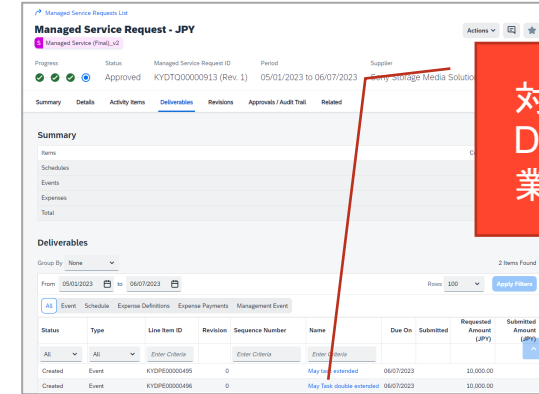 Managed Service Requests List
Managed Service Request - JPY
Actions
S Managed Service (Final)_v2
Progress Status Managed Service Request ID Period Supplier
Approved KYDTQ00000913 (Rev. 1) 05/01/2023 to 06/07/2023 Sony Storage Media
Summary Details Activity Items Deliverables Revisions Approvals / Audit Trail Related
対
D
業
Summary
Items
Schedules
Events
Expenses
Total
Deliverables
Group By None 2 Items Found
From 05/01/2023 to 06/07/2023 Rows 100 Apply Filters
All Event Schedule Expense Definitions Expense Payments Management Event
Status Type Line Item ID Revision Sequence Number Name Due On Submitted Requested Amount (JPY) Submitted Amount (JPY)
All All Enter Criteria Enter Criteria Enter Criteria
Created Event KYDPE00000495 0 May task extended 06/07/2023 10,000.00
Created Event KYDPE00000496 0 May Task double extended 06/07/2023 10,000.00